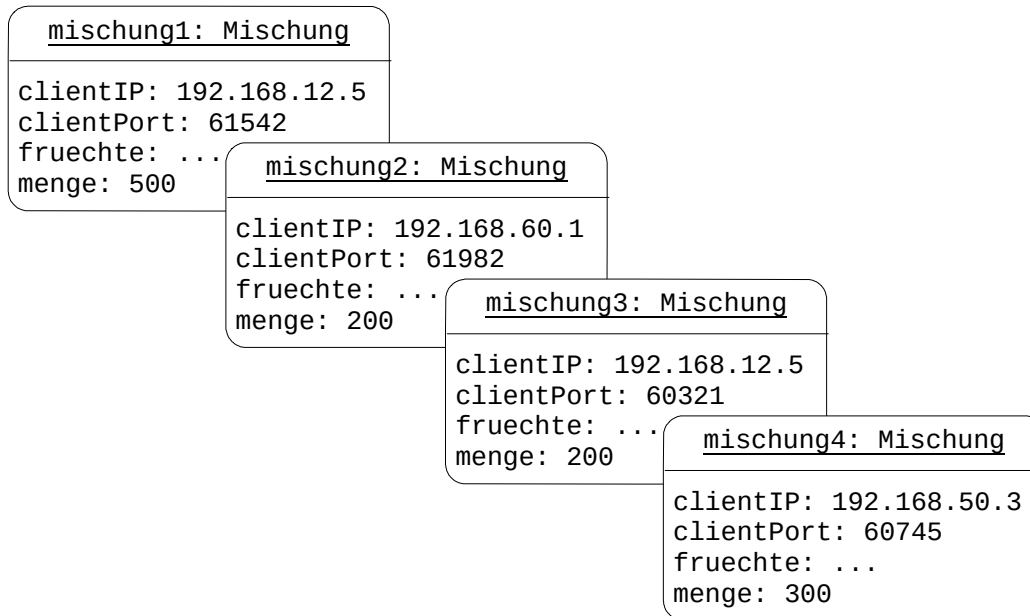 mischung1: Mischung
clientIP: 192.168.12.5
clientPort: 61542
fruechte: ...
menge: 500
mischung2: Mischung
clientIP: 192.168.60.1
clientPort: 61982
fruechte: ...
menge: 200
mischung3: Mischung
clientIP: 192.168.12.5
clientPort: 60321
fruechte: ...
menge: 200
mischung4: Mischung
clientIP: 192.168.50.3
clientPort: 60745
fruechte: ...
menge: 300